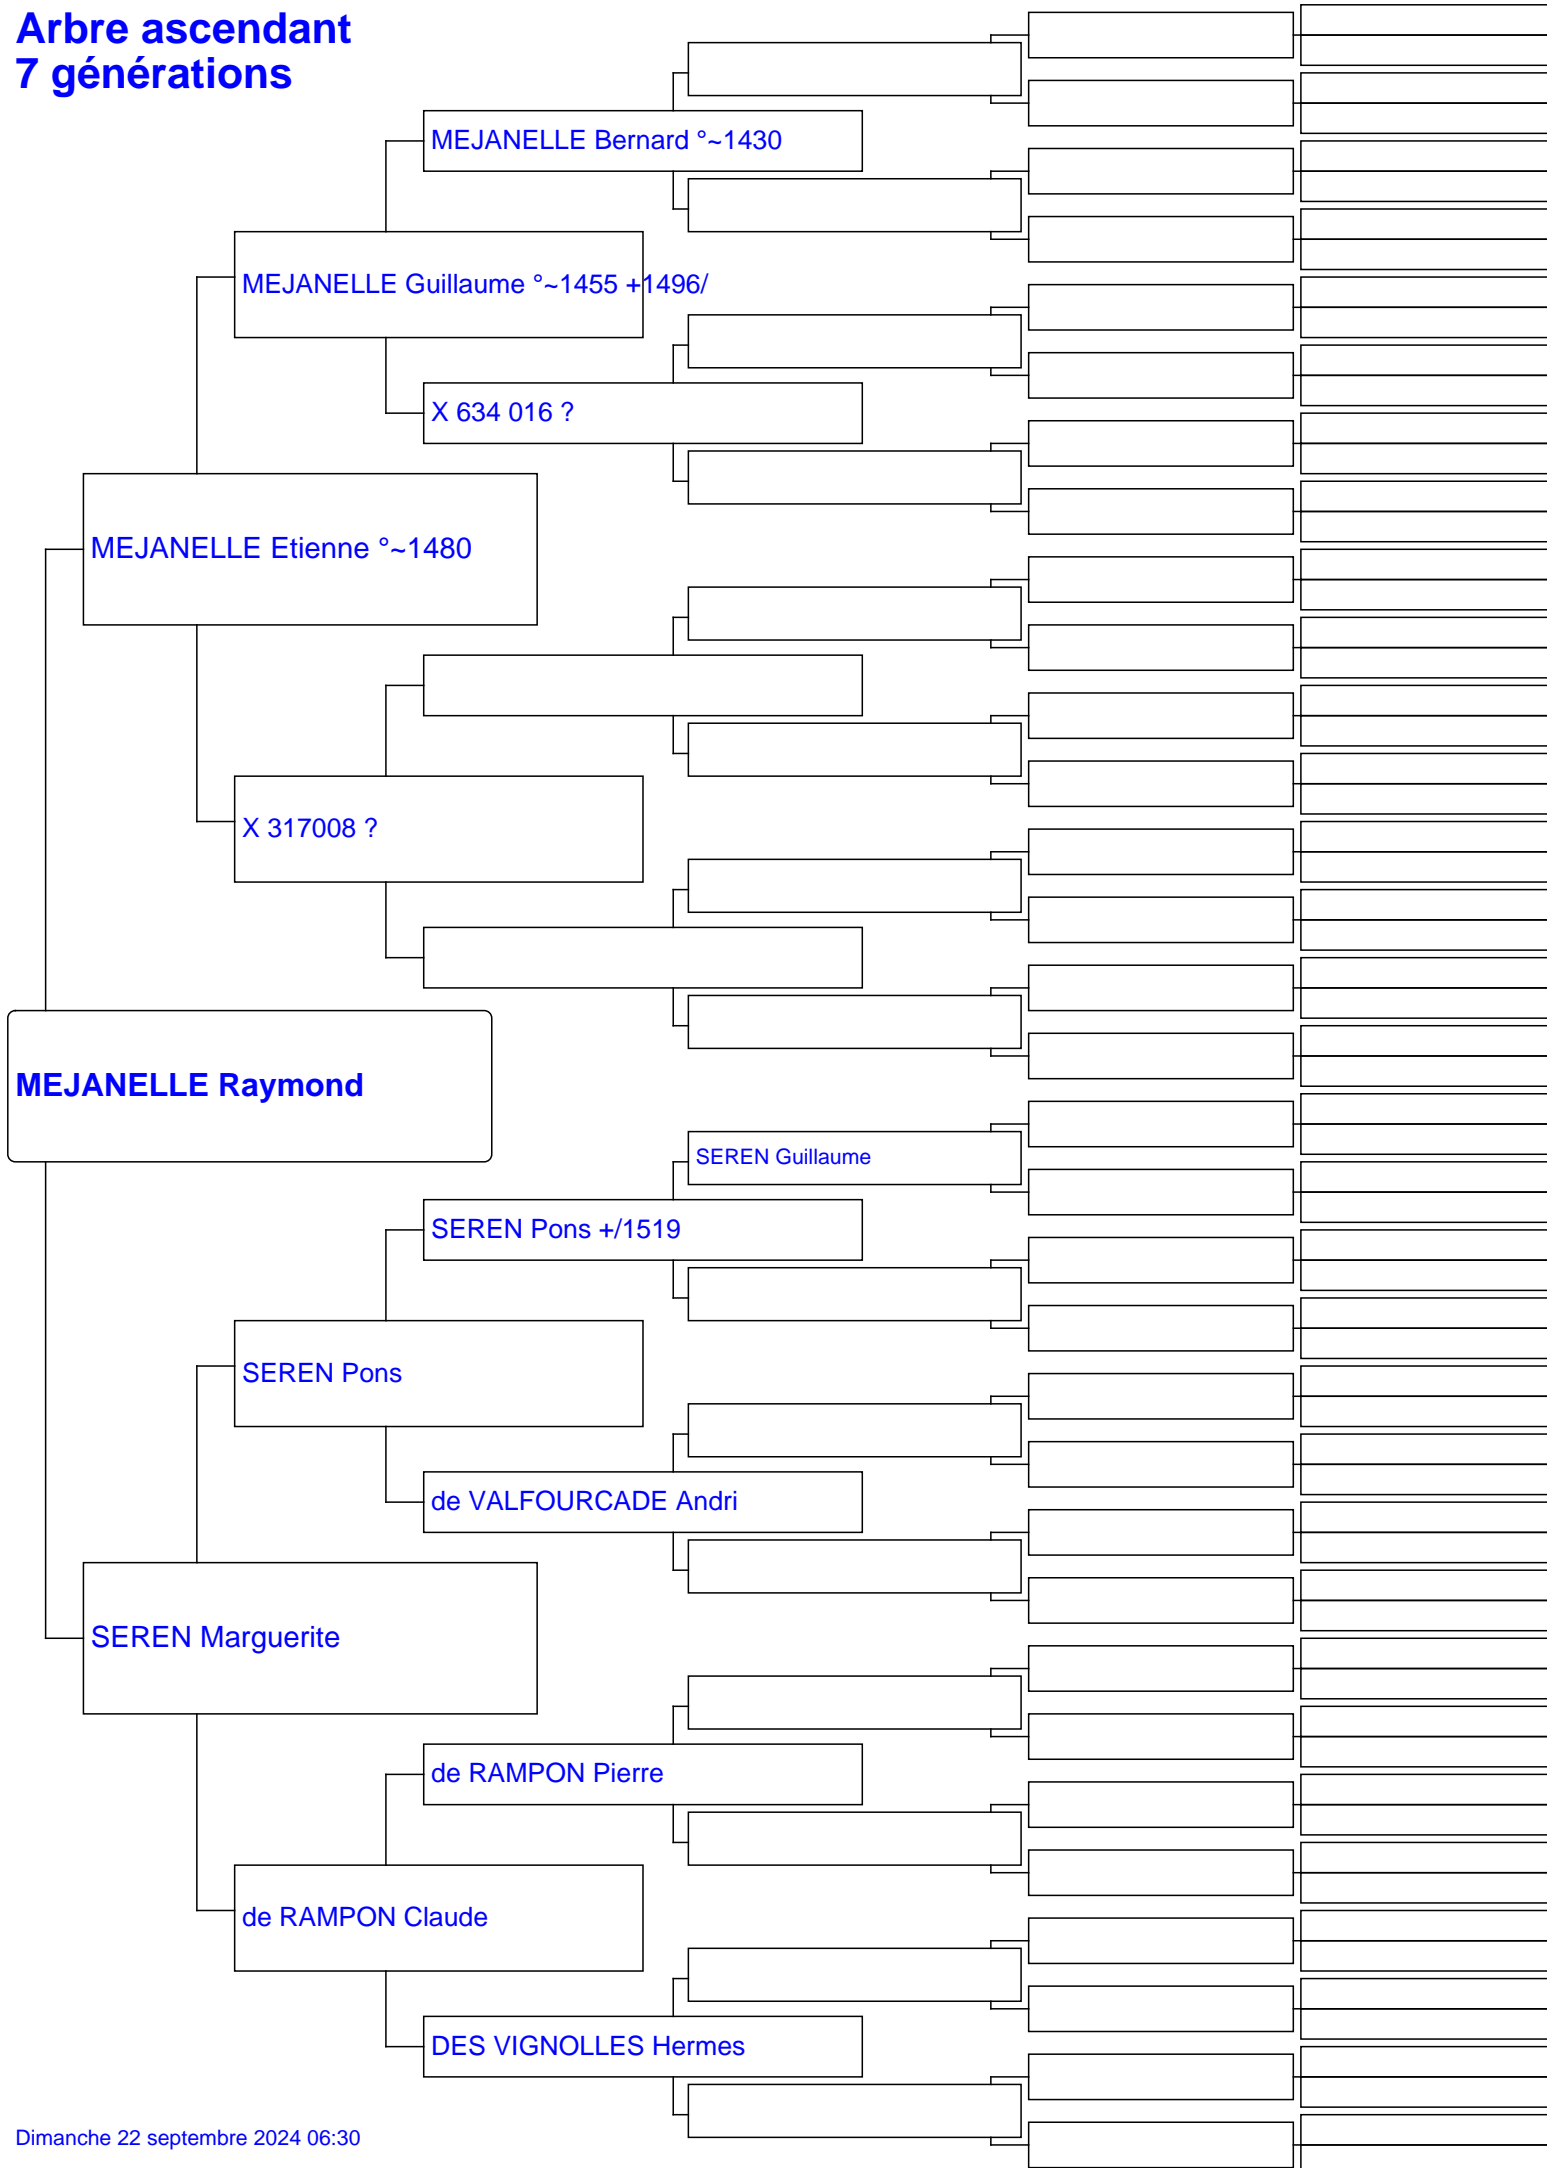 Arbre ascendant
7 générations
MEJANELLE Bernard °~1430
MEJANELLE Guillaume °~1455 +1496/
X 634 016 ?
MEJANELLE Etienne °~1480
X 317008 ?
MEJANELLE Raymond
SEREN Guillaume
SEREN Pons +/1519
SEREN Pons
de VALFOURCADE Andri
SEREN Marguerite
de RAMPON Pierre
de RAMPON Claude
DES VIGNOLLES Hermes
Dimanche 22 septembre 2024 06:30